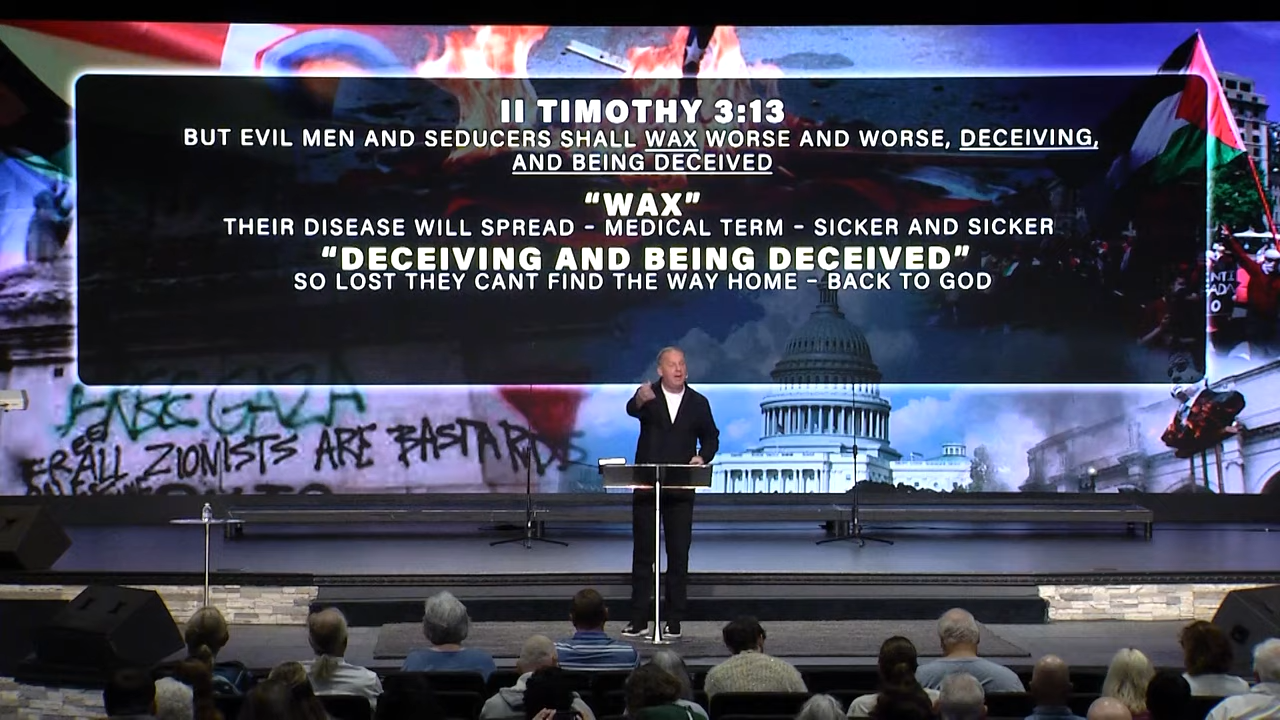 II TIMOTHY 3:13
BUT EVIL MEN AND SEDUCERS SHALL WAX WORSE AND WORSE, DECEIVING,
AND BEING DECEIVED
“WAX”
THEIR DISEASE WILL SPREAD - MEDICAL TERM - SICKER AND SICKER
“DECEIVING AND BEING DECEIVED”
SO LOST THEY CANT FIND THE WAY HOME - BACK TO GOD
GAZA
ALL ZIONISTS ARE BASTARDS